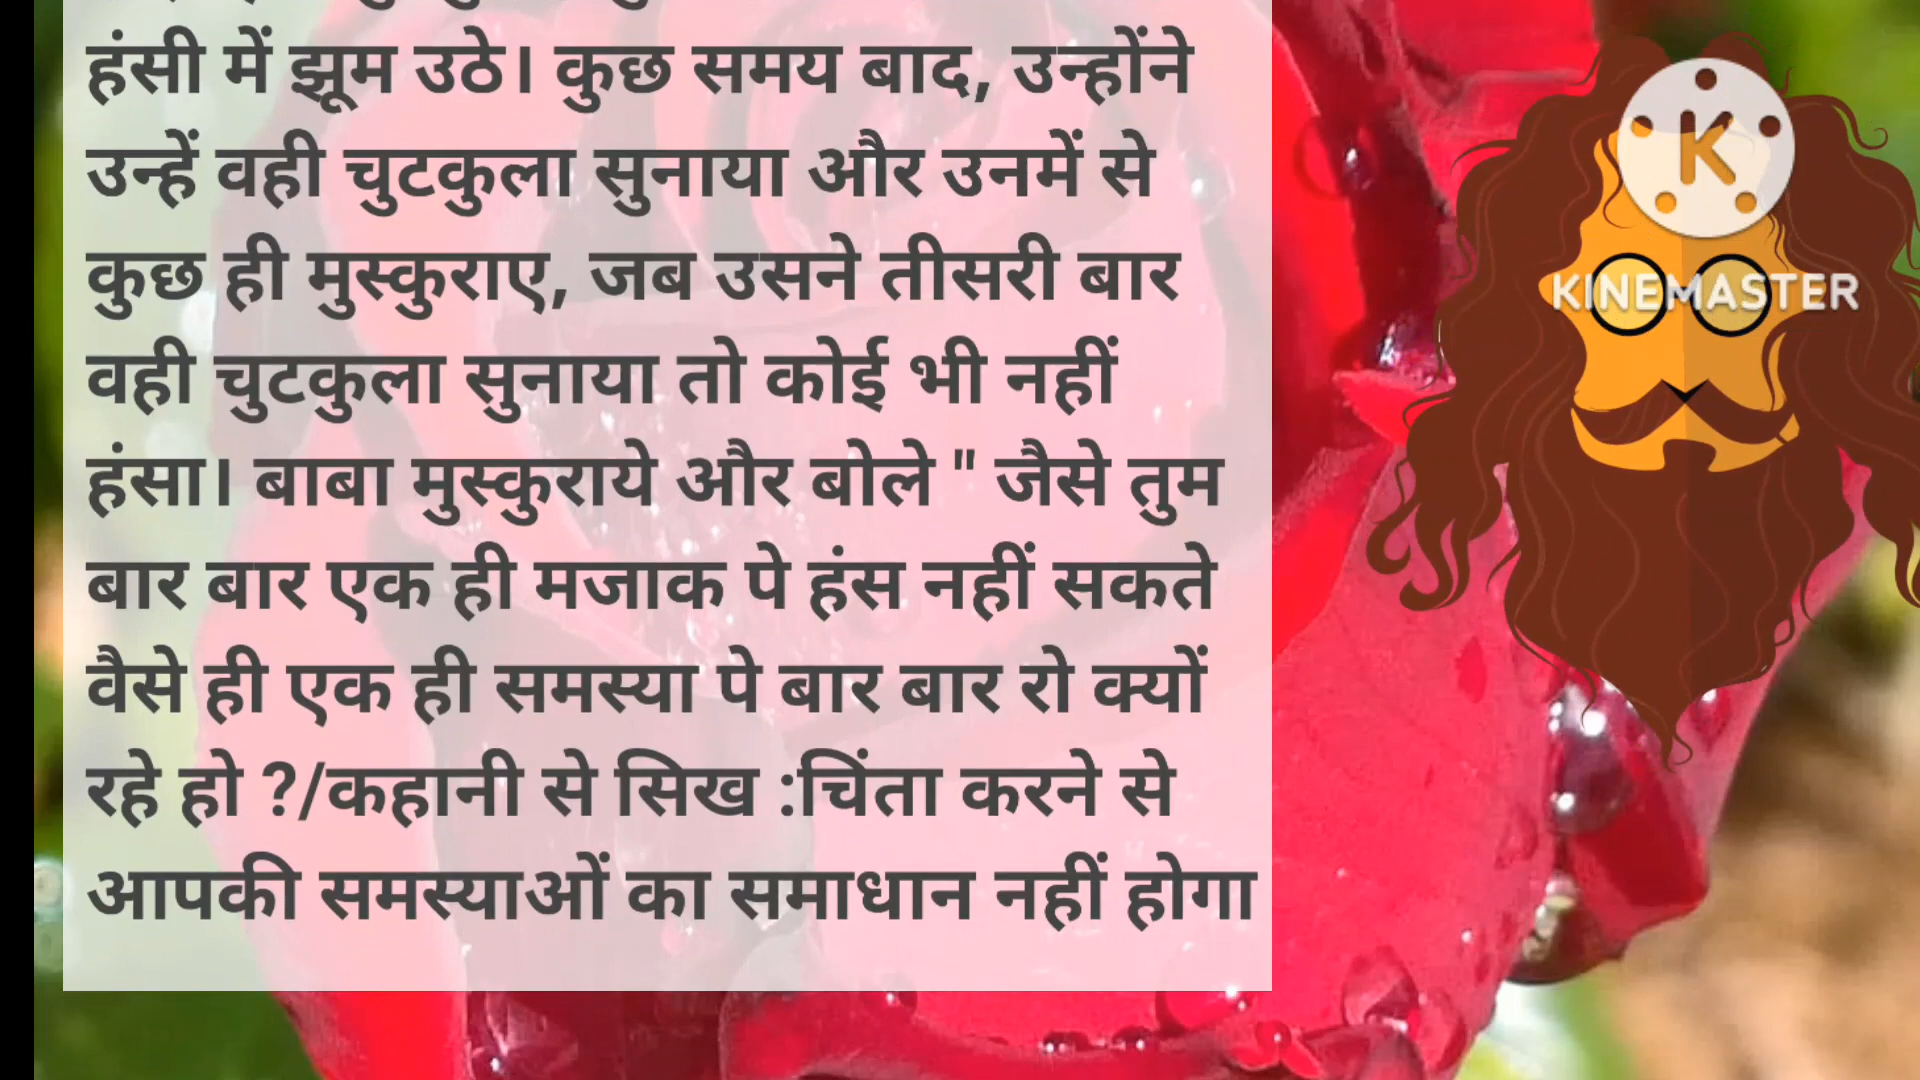 हंसी में झूम उठे। कुछ समय बाद, उन्होंने
उन्हें वही चुटकुला सुनाया और उनमें से
कुछ ही मुस्कुराए, जब उसने तीसरी बार
वही चुटकुला सुनाया तो कोई भी नहीं
हंसा। बाबा मुस्कुराये और बोले " जैसे तुम
बार बार एक ही मजाक पे हंस नहीं सकते
वैसे ही एक ही समस्या पे बार बार रो क्यों
रहे हो ?/कहानी से सिख :चिंता करने से
आपकी समस्याओं का समाधान नहीं होगा
K
KINEMASTER